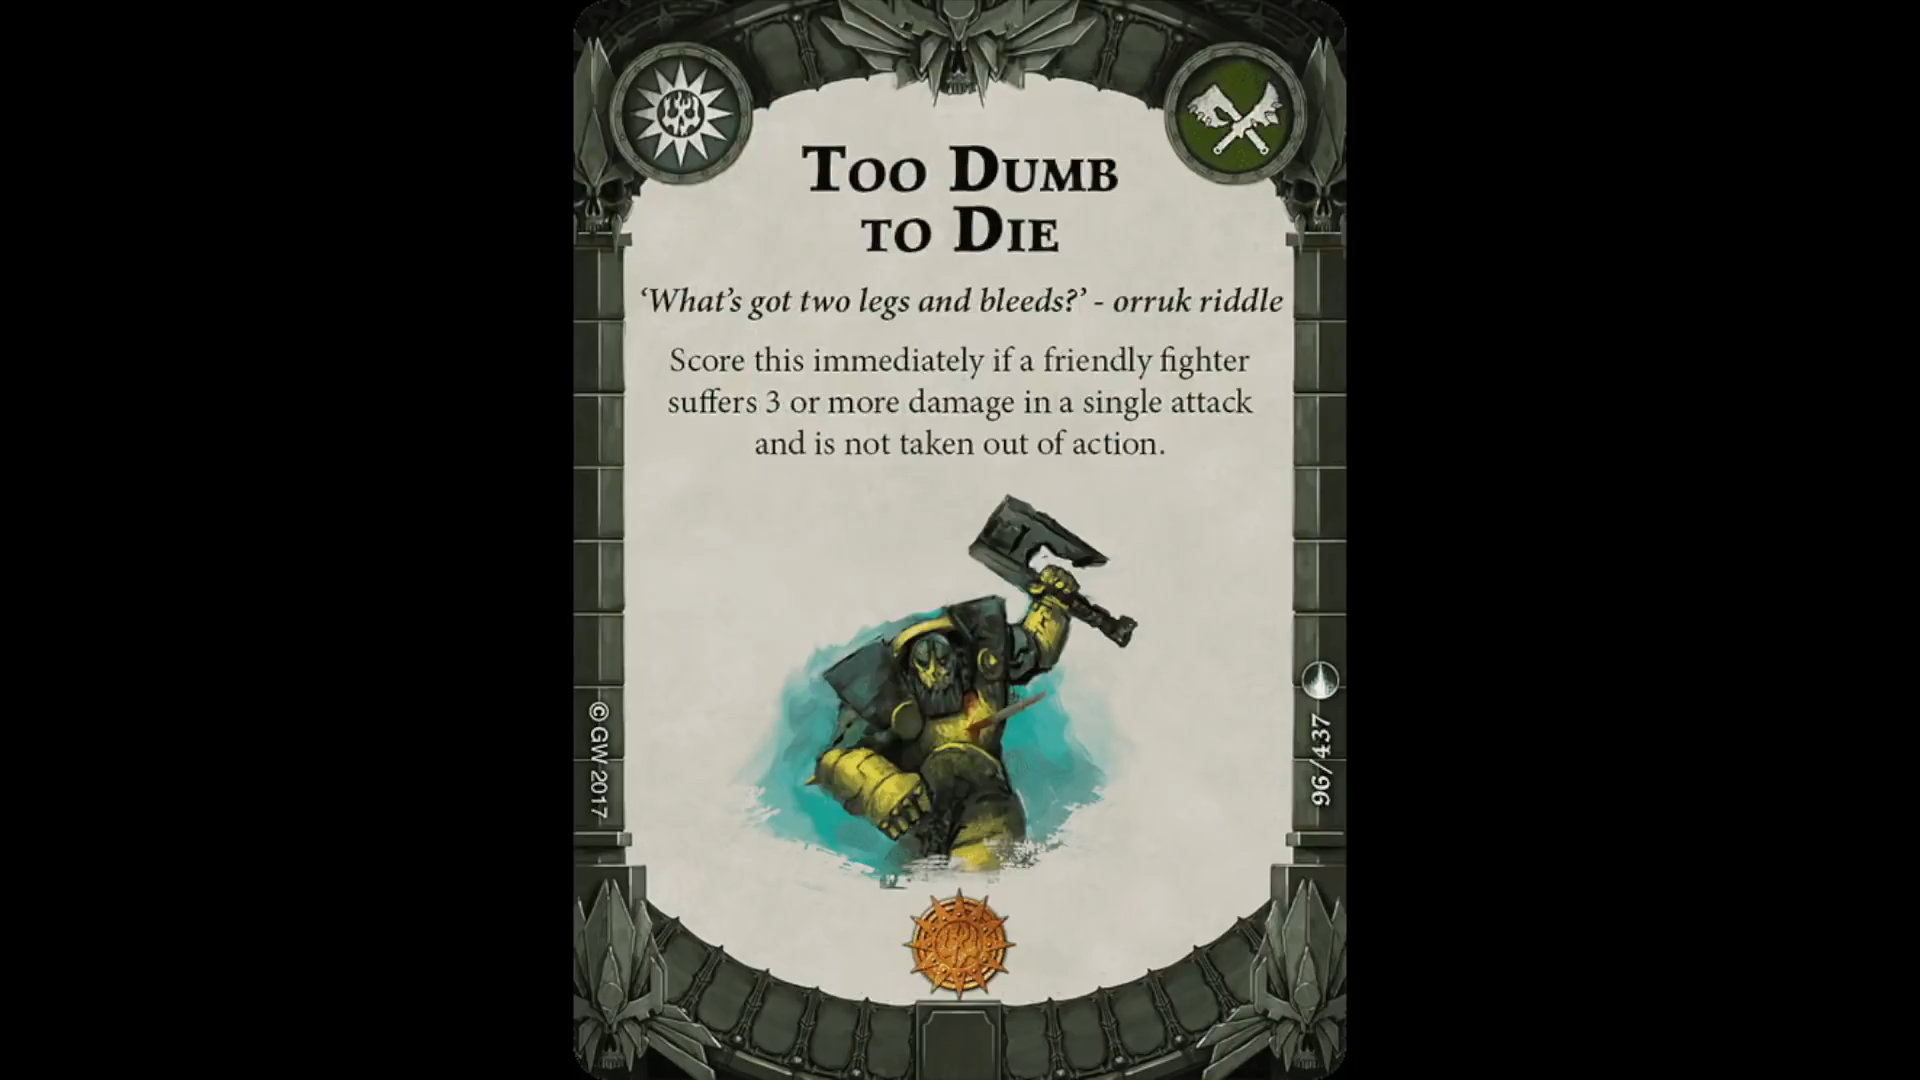 Too Dumb
to Die
‘What’s got two legs and bleeds?’ - orruk riddle
Score this immediately if a friendly fighter
suffers 3 or more damage in a single attack
and is not taken out of action.
© GW 2017
96/437